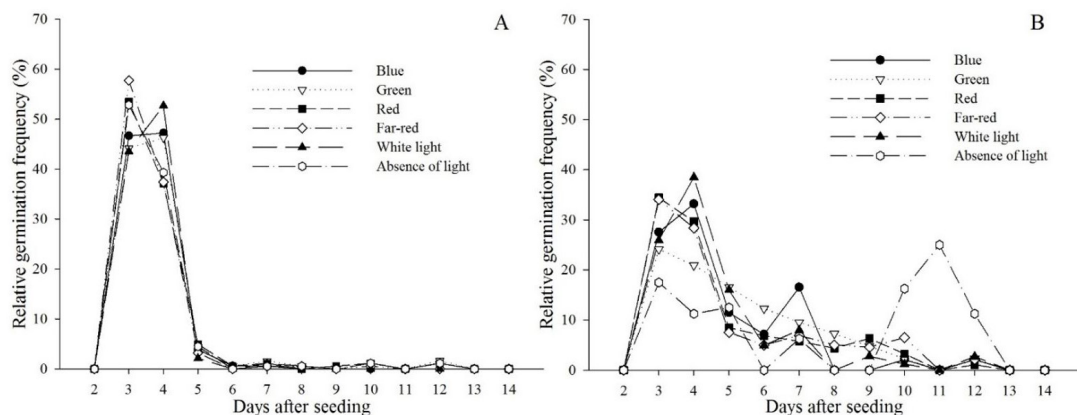 A
Relative germination frequency (%)
70
60
50
40
30
20
10
0
Blue
Green
Red
Far-red
White light
Absence of light
2 3 4 5 6 7 8 9 10 11 12 13 14
Days after seeding
B
Relative germination frequency (%)
70
60
50
40
30
20
10
0
Blue
Green
Red
Far-red
White light
Absence of light
2 3 4 5 6 7 8 9 10 11 12 13 14
Days after seeding